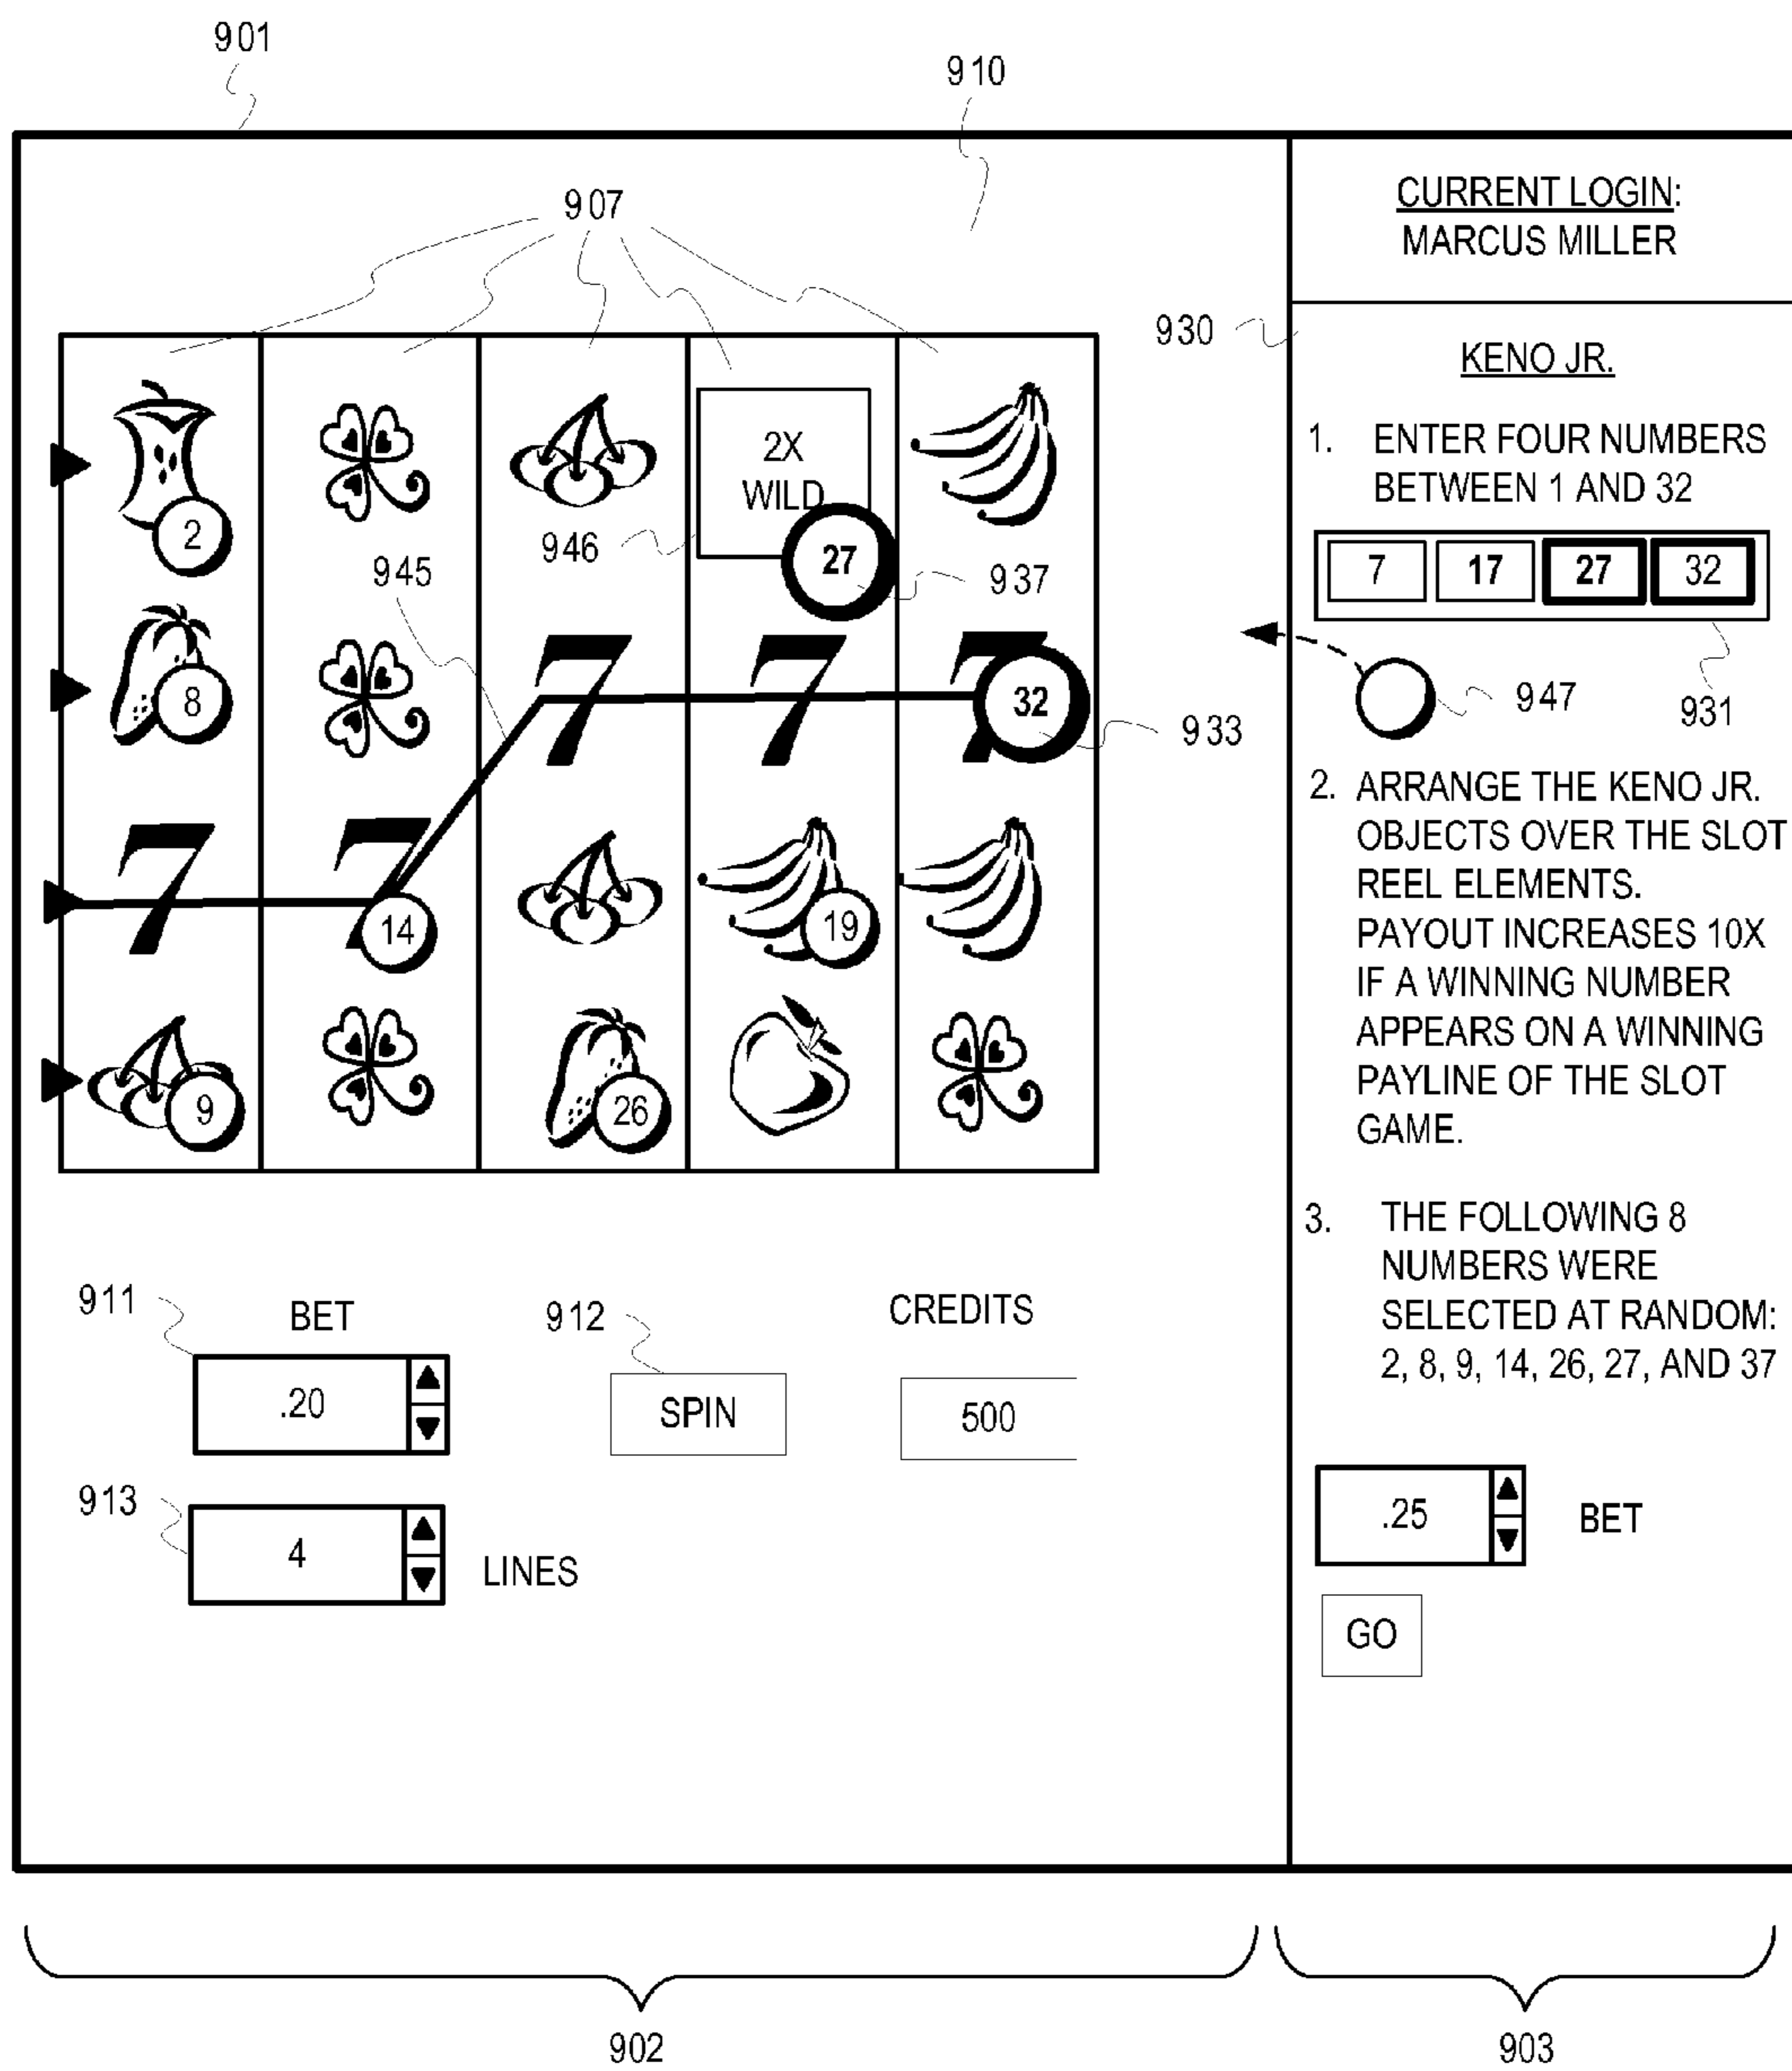 901
910
907
CURRENT LOGIN:
MARCUS MILLER
930
KENO JR.
1. ENTER FOUR NUMBERS
BETWEEN 1 AND 32
7 17 27 32
947
931
2. ARRANGE THE KENO JR.
OBJECTS OVER THE SLOT
REEL ELEMENTS.
PAYOUT INCREASES 10X
IF A WINNING NUMBER
APPEARS ON A WINNING
PAYLINE OF THE SLOT
GAME.
3. THE FOLLOWING 8
NUMBERS WERE
SELECTED AT RANDOM:
2, 8, 9, 14, 26, 27, AND 37
.25
BET
GO
2X
WILD
2
946
27
937
945
8
7
7
7
32
933
7
7
14
19
9
26
911
BET
912
CREDITS
.20
SPIN
500
913
4
LINES
902
903